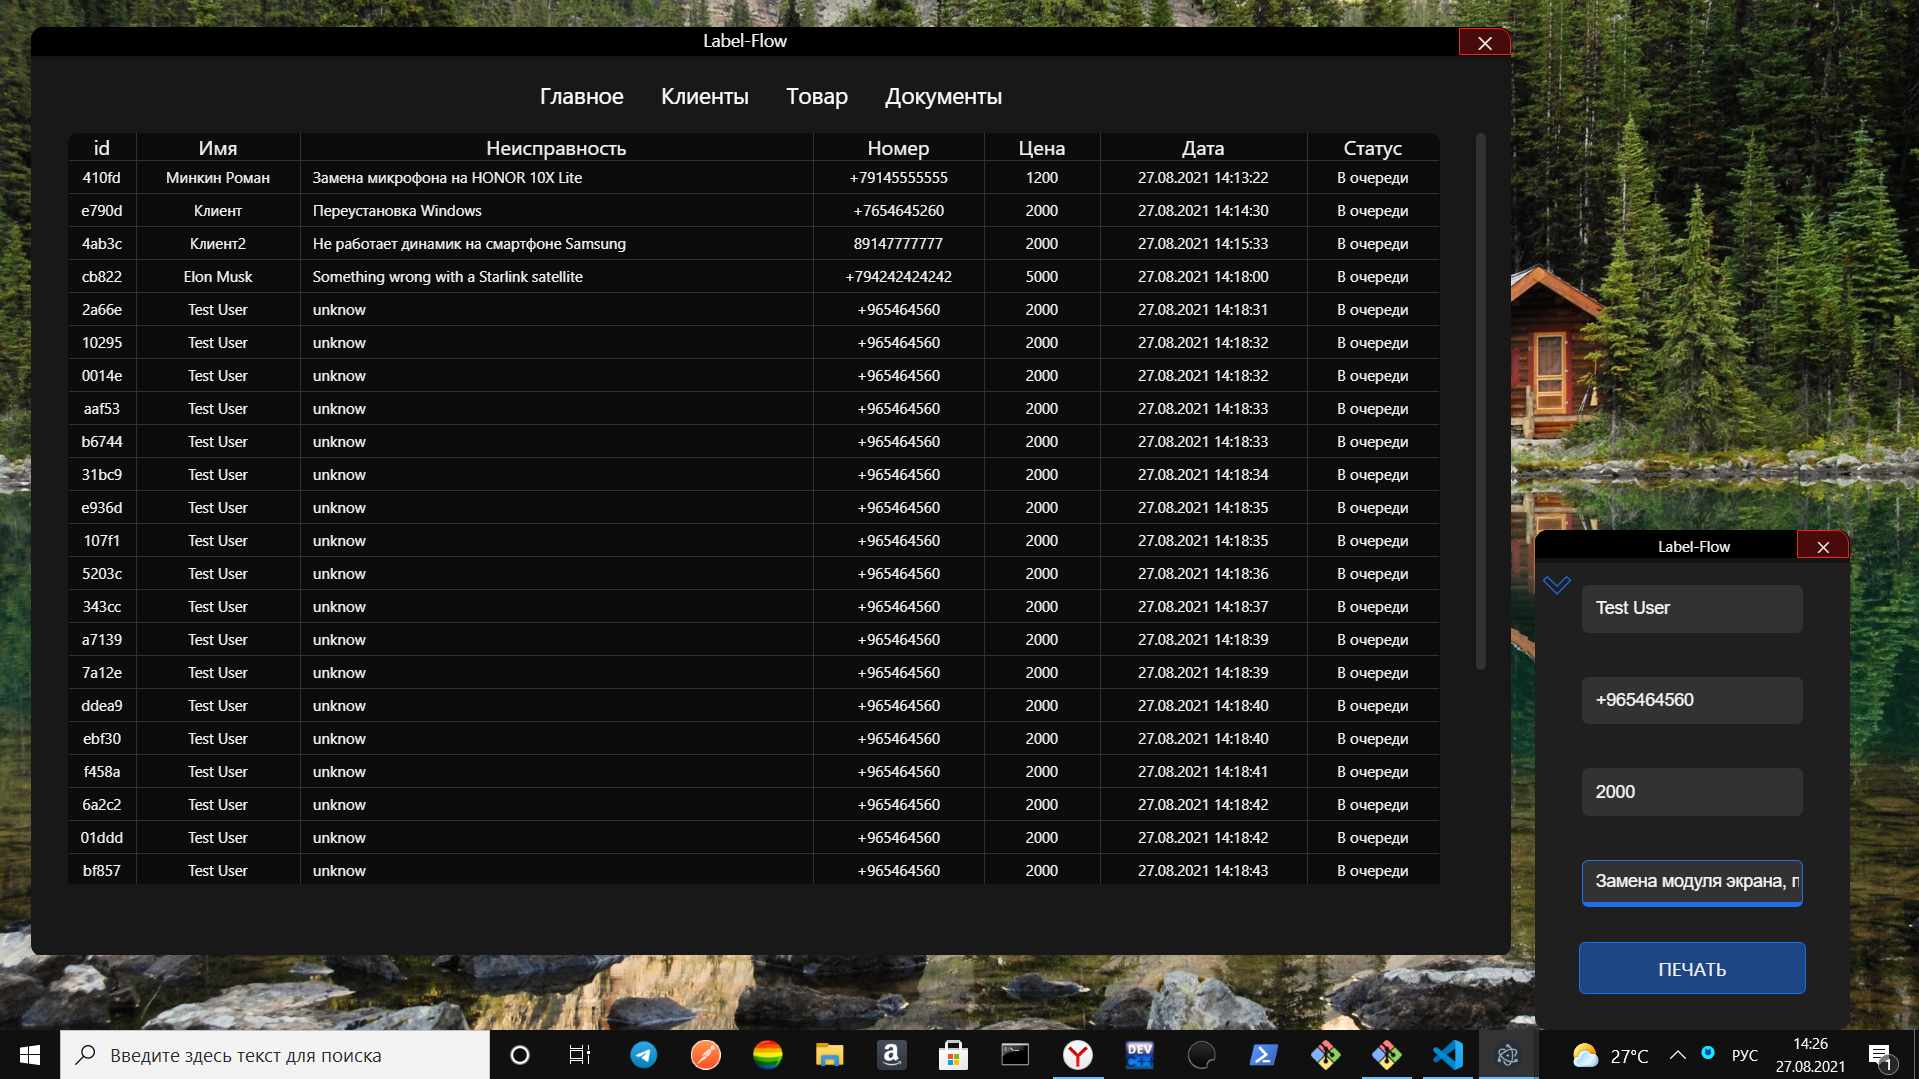 Label-Flow
Главное Клиенты Товар Документы
id Имя Неисправность Номер Цена Дата Статус
410fd Минкин Роман Замена микрофона на HONOR 10X Lite +79145555555 1200 27.08.2021 14:13:22 В очереди
e790d Клиент Переустановка Windows +7654645260 2000 27.08.2021 14:14:30 В очереди
4ab3c Клиент2 Не работает динамик на смартфоне Samsung 89147777777 2000 27.08.2021 14:15:33 В очереди
cb822 Elon Musk Something wrong with a Starlink satellite +794242424242 5000 27.08.2021 14:18:00 В очереди
2a66e Test User unknow +965464560 2000 27.08.2021 14:18:31 В очереди
10295 Test User unknow +965464560 2000 27.08.2021 14:18:32 В очереди
0014e Test User unknow +965464560 2000 27.08.2021 14:18:32 В очереди
aaf53 Test User unknow +965464560 2000 27.08.2021 14:18:33 В очереди
b6744 Test User unknow +965464560 2000 27.08.2021 14:18:33 В очереди
31bc9 Test User unknow +965464560 2000 27.08.2021 14:18:34 В очереди
e936d Test User unknow +965464560 2000 27.08.2021 14:18:35 В очереди
107f1 Test User unknow +965464560 2000 27.08.2021 14:18:35 В очереди
5203c Test User unknow +965464560 2000 27.08.2021 14:18:36 В очереди
343cc Test User unknow +965464560 2000 27.08.2021 14:18:37 В очереди
a7139 Test User unknow +965464560 2000 27.08.2021 14:18:39 В очереди
7a12e Test User unknow +965464560 2000 27.08.2021 14:18:39 В очереди
ddea9 Test User unknow +965464560 2000 27.08.2021 14:18:40 В очереди
ebf30 Test User unknow +965464560 2000 27.08.2021 14:18:40 В очереди
f458a Test User unknow +965464560 2000 27.08.2021 14:18:41 В очереди
6a2c2 Test User unknow +965464560 2000 27.08.2021 14:18:42 В очереди
01ddd Test User unknow +965464560 2000 27.08.2021 14:18:42 В очереди
bf857 Test User unknow +965464560 2000 27.08.2021 14:18:43 В очереди
Label-Flow
Test User
+965464560
2000
Замена модуля экрана, п
ПЕЧАТЬ
Введите здесь текст для поиска
DEV C++
27°C
РУС
14:26
27.08.2021
1